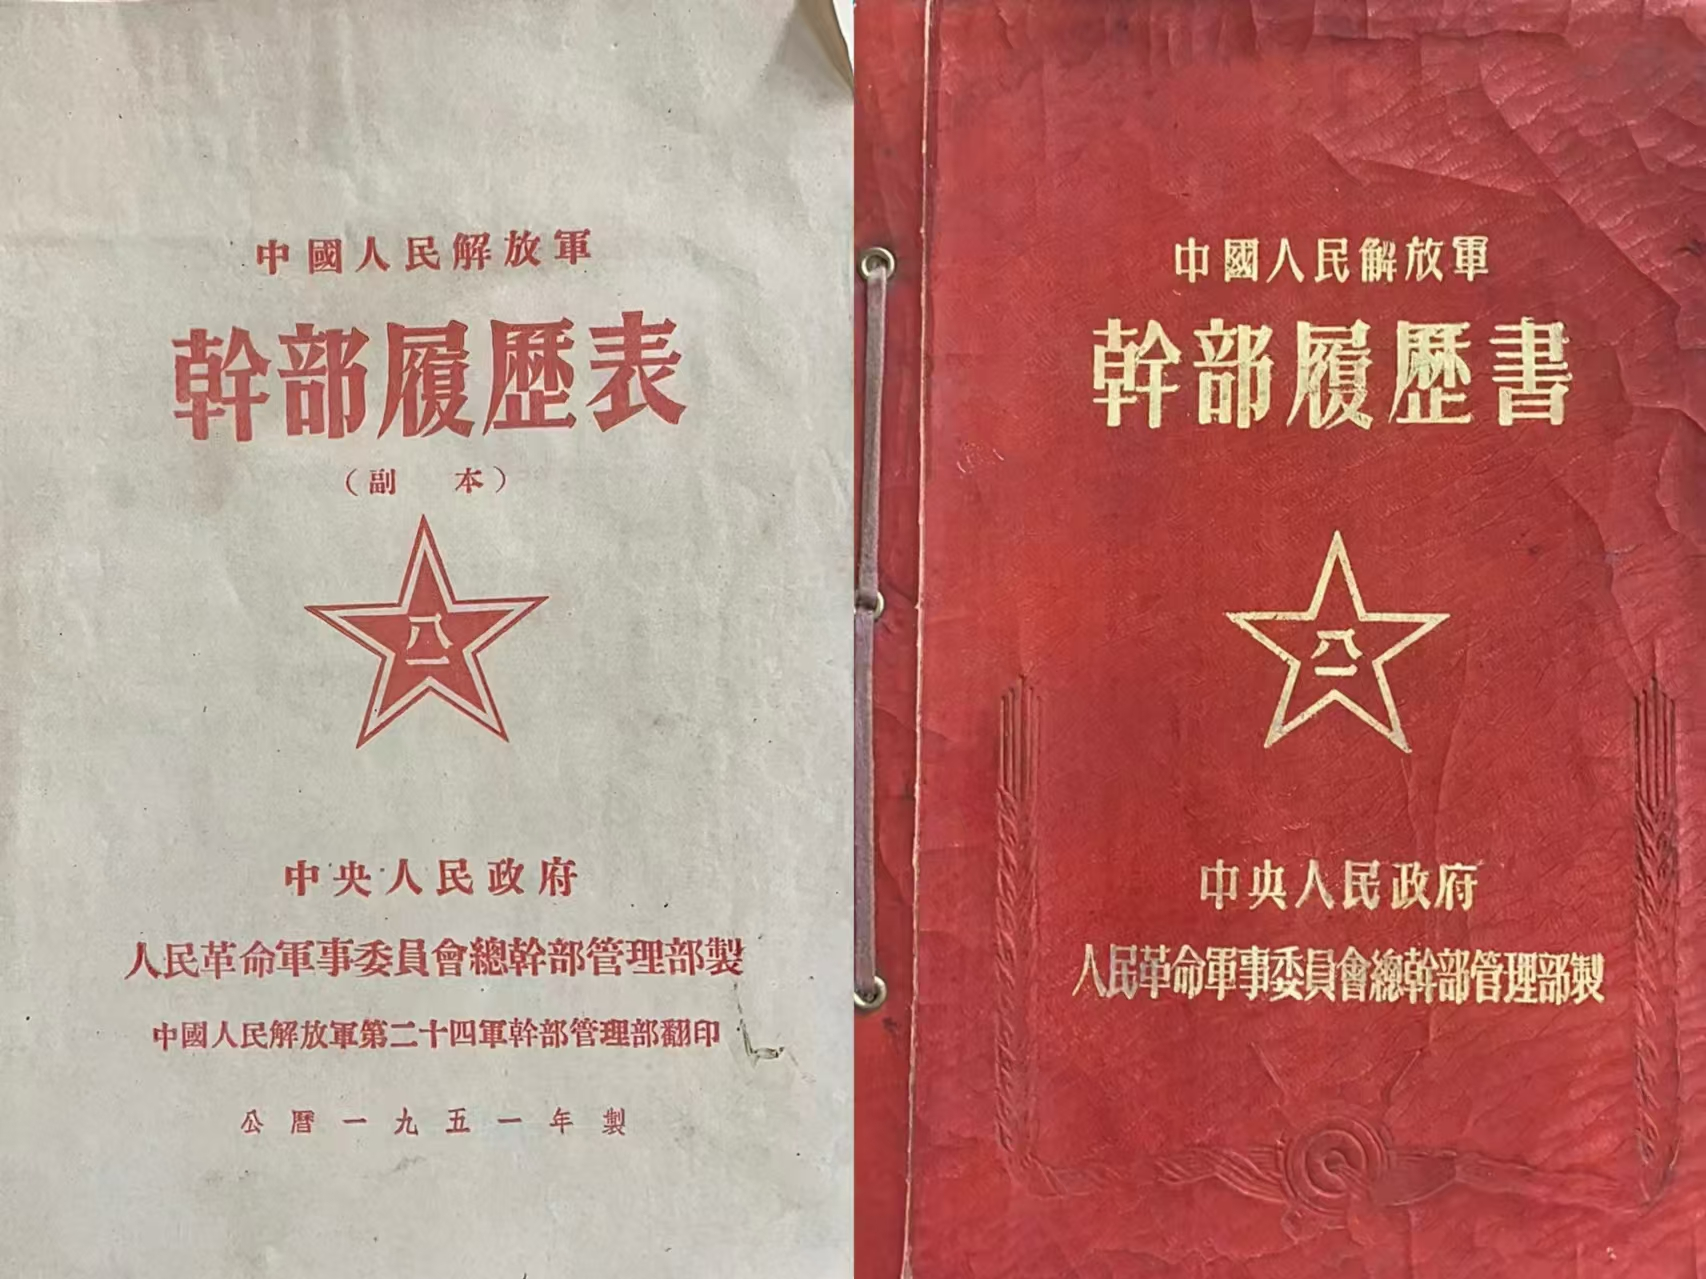 中國人民解放軍
幹部履歷表
（副 本）
八一
中央人民政府
人民革命軍事委員會總幹部管理部製
中國人民解放軍第二十四軍幹部管理部翻印
公曆一九五一年製
中國人民解放軍
幹部履歷書
八一
中央人民政府
人民革命軍事委員會總幹部管理部製